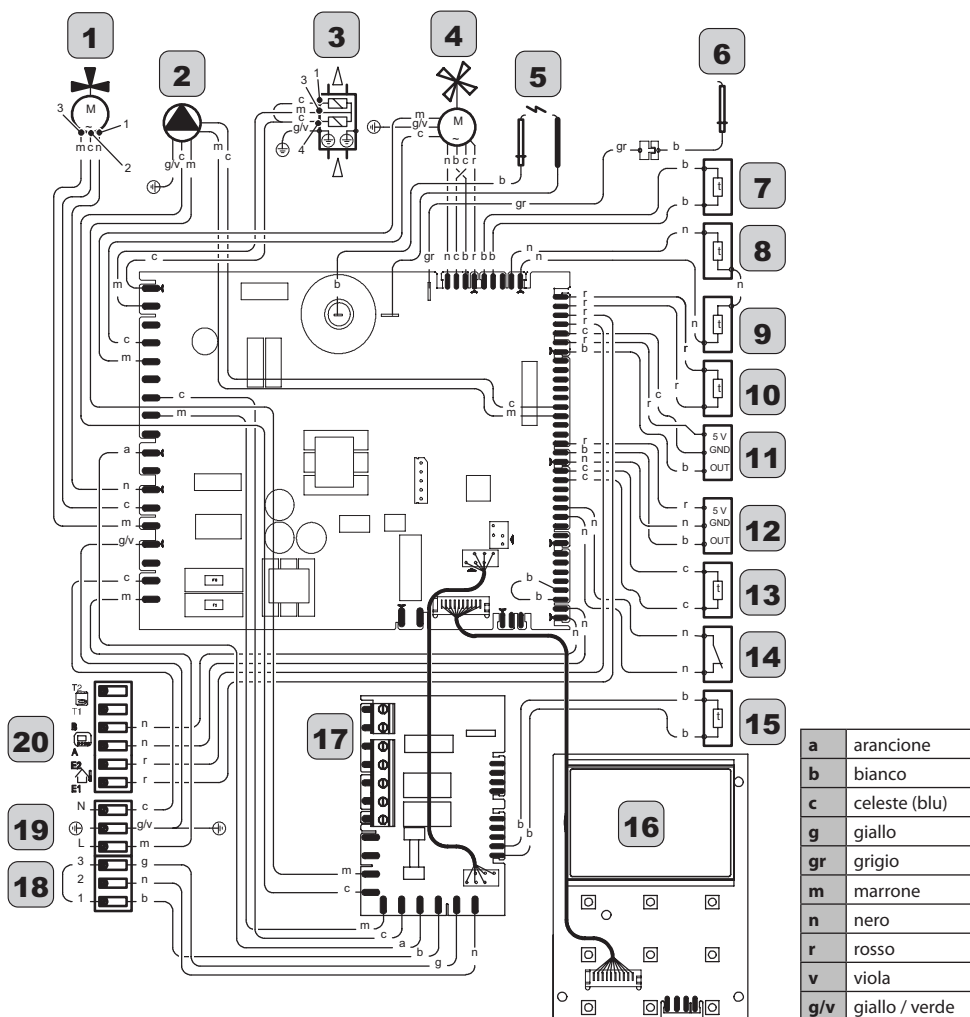 1
2
3
4
5
6
M
~
3
1
m c n
2
g/v
c
m
m
c
3
1
c
m
c
g/v
4
m
g/v
c
M
~
n b c r
b
gr
gr
b
b
b
7
n
n
8
n
n
9
r
r
10
5 V
GND
OUT
11
r
c
b
5 V
GND
OUT
12
r
n
b
c
c
13
n
n
14
b
b
15
c
m
gr
n c b r b b
n
n
b
r
r
r
r
c
r
b
c
m
c
m
c
m
a
n
c
m
g/v
c
m
r
b
n
c
c
n
n
b
b
n
n
T2
T1
B
A
E2
E1
20
n
n
r
r
N
L
19
c
g/v
m
3
2
1
18
g
n
b
17
m
c
b
b
m
c
a
b
g
n
16
a arancione
b bianco
c celeste (blu)
g giallo
gr grigio
m marrone
n nero
r rosso
v viola
g/v giallo / verde